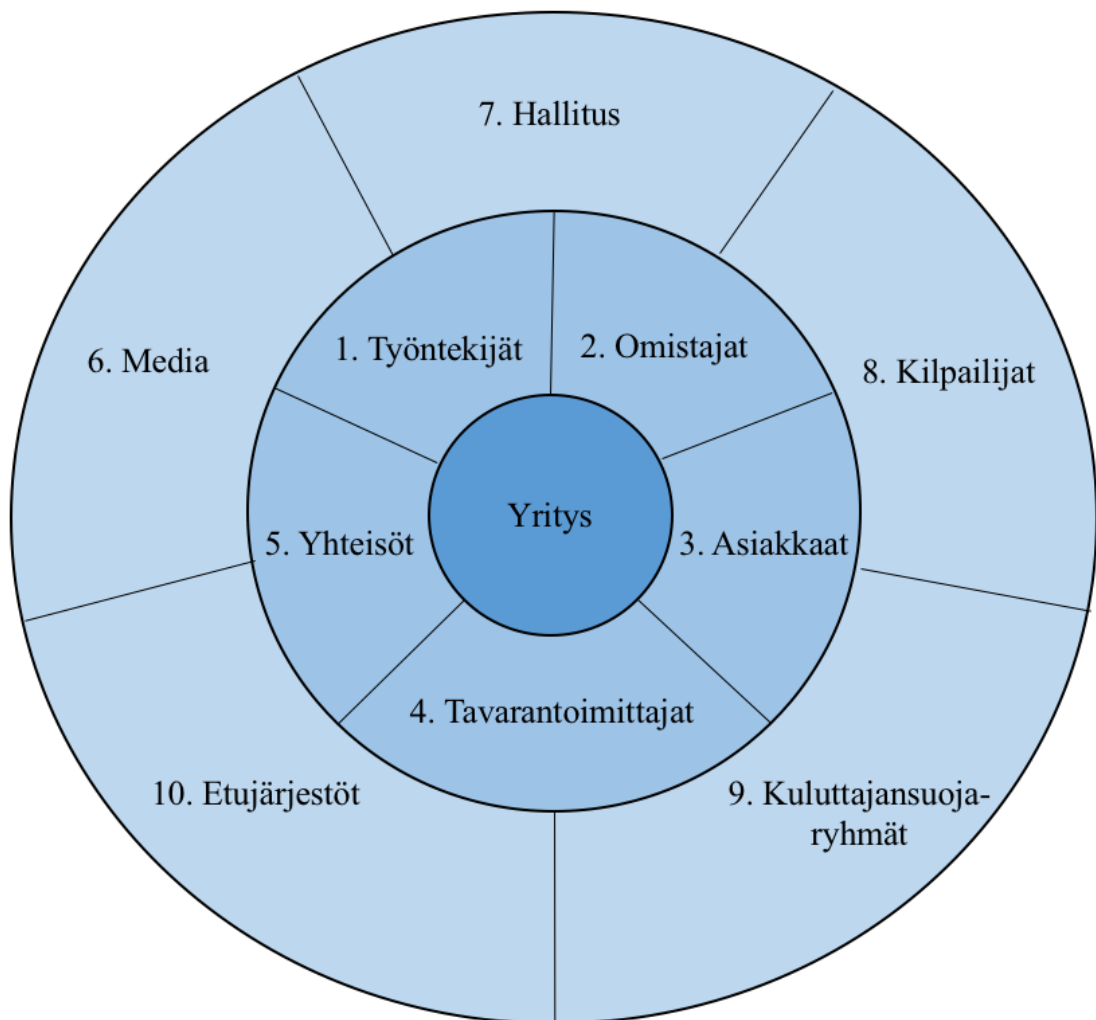 7. Hallitus
6. Media
1. Työntekijät
2. Omistajat
8. Kilpailijat
Yritys
5. Yhteisöt
3. Asiakkaat
4. Tavarantoimittajat
10. Etujärjestöt
9. Kuluttajansuoja-
ryhmät